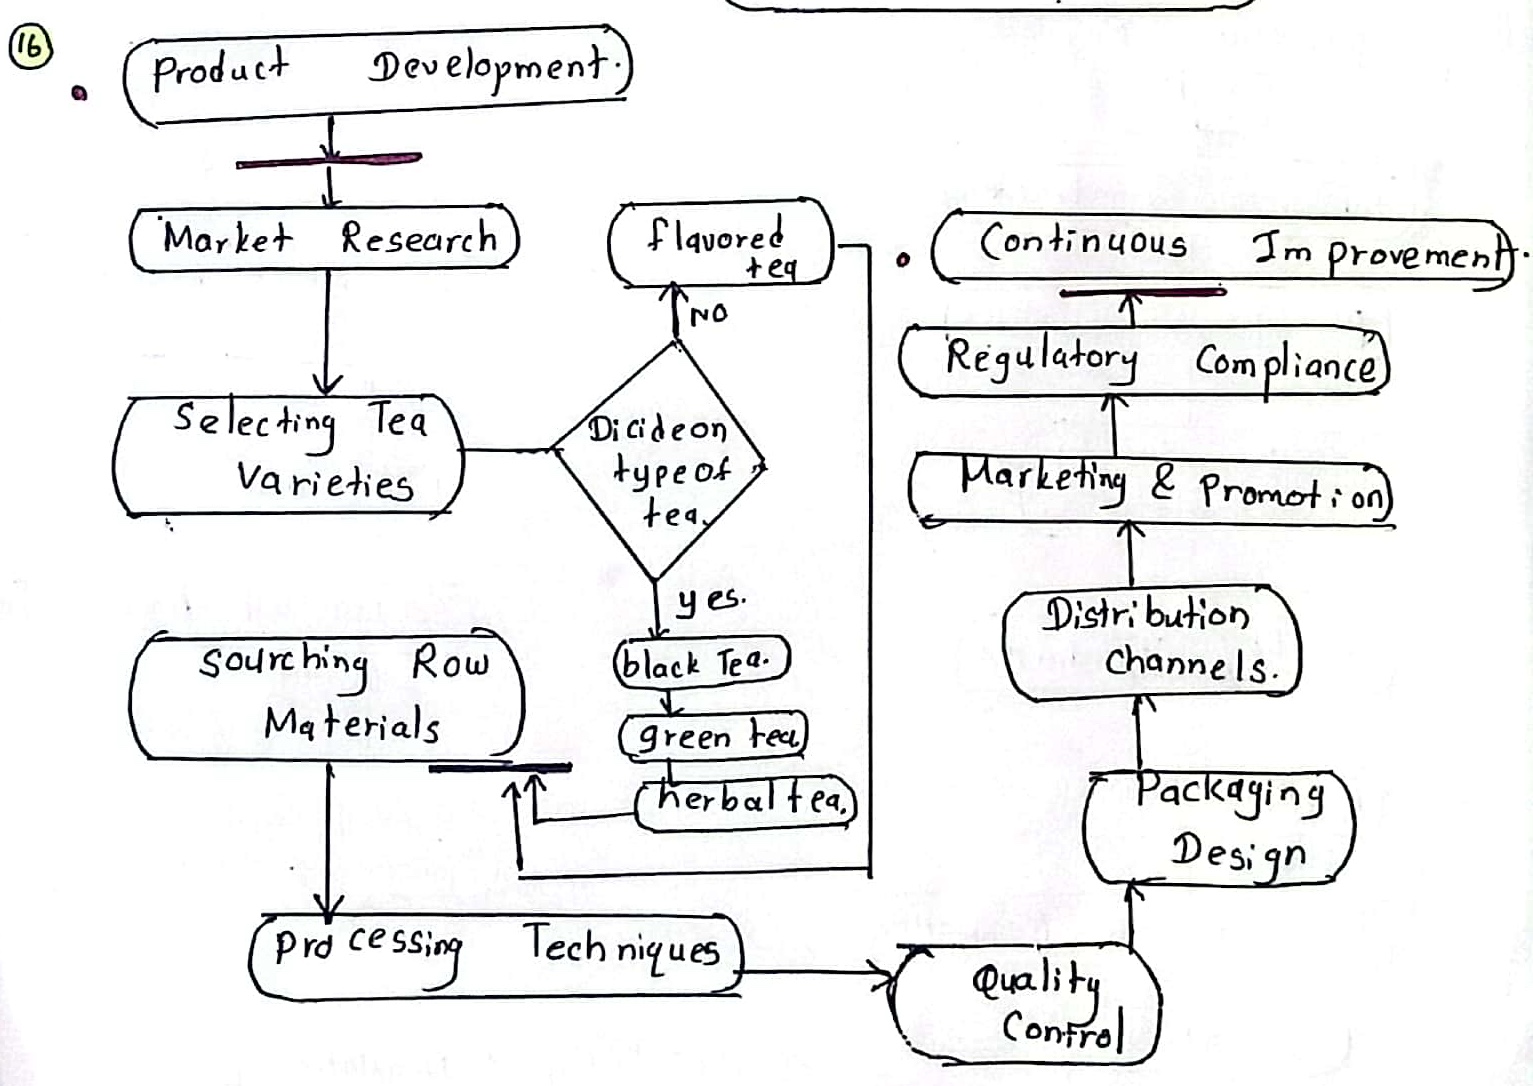 16
Product Development.
Market Research
Selecting Tea
Varieties
Dicide on
type of
tea.
NO
flavored
tea
yes.
black Tea.
green tea.
herbal tea.
Sourching Row
Materials
Processing Techniques
Quality
Control
Packaging
Design
Distribution
Channels.
Marketing & Promotion
Regulatory Compliance
Continuous Improvement.